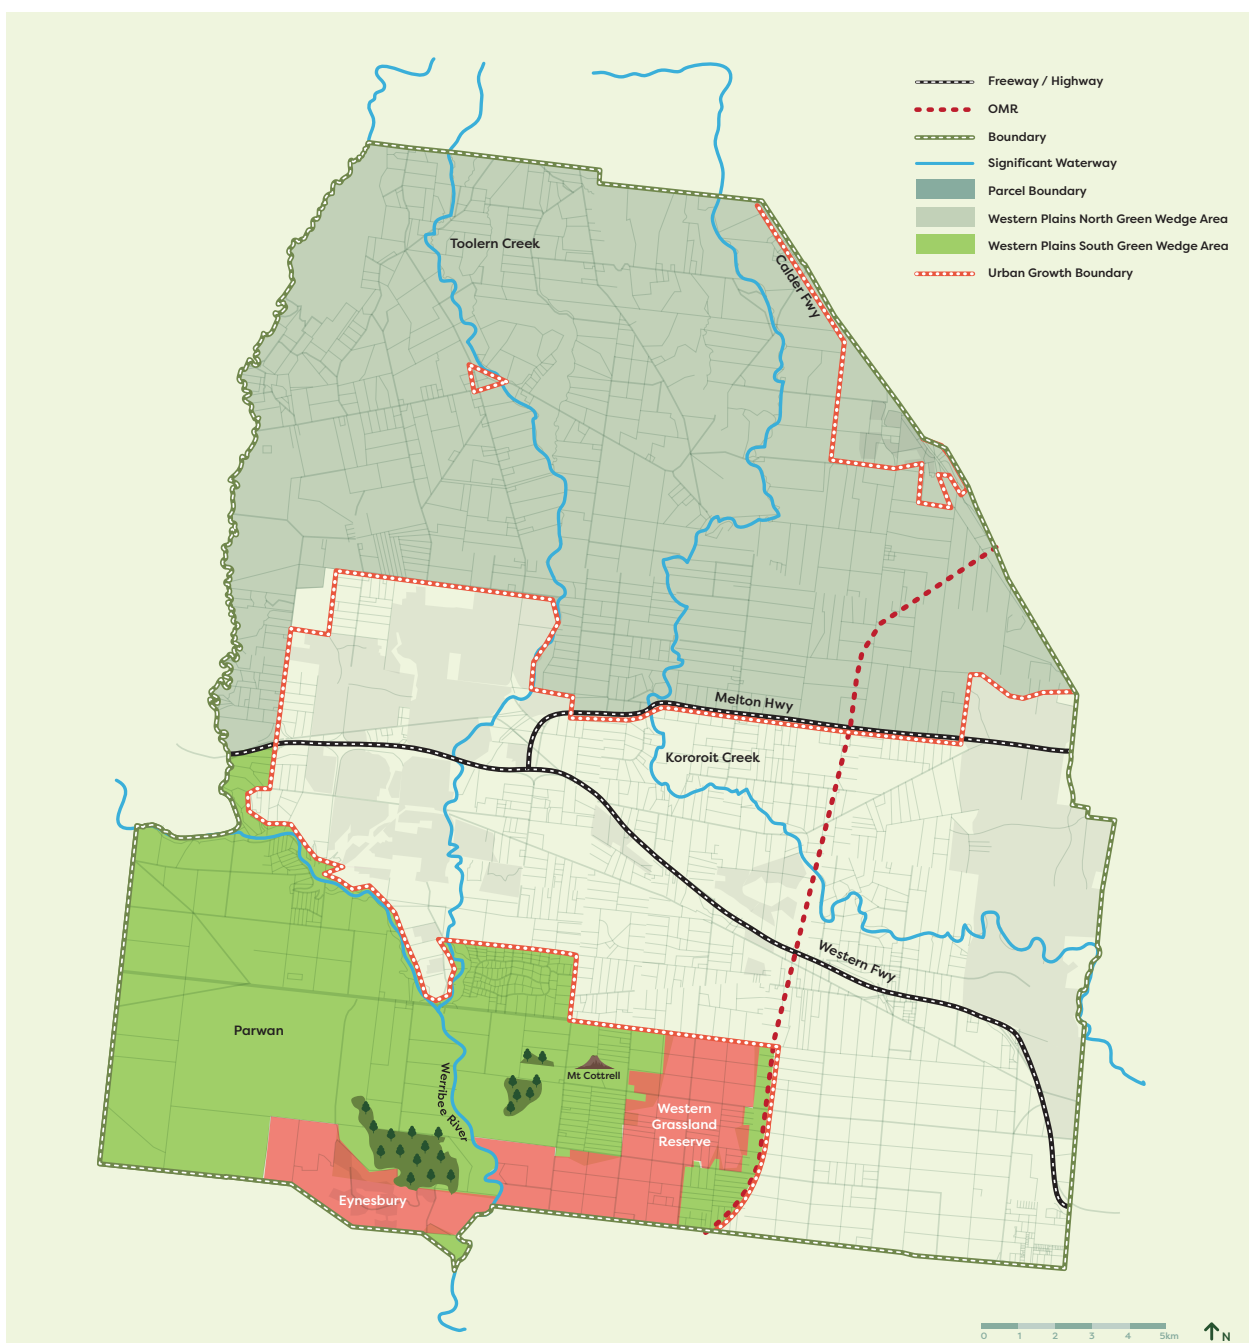 Freeway / Highway
OMR
Boundary
Significant Waterway
Parcel Boundary
Western Plains North Green Wedge Area
Western Plains South Green Wedge Area
Urban Growth Boundary
Toolern Creek
Calder Fwy
Melton Hwy
Kororoit Creek
Western Fwy
Parwan
Mt Cottrell
Werribee River
Western
Grassland
Reserve
Eynesbury
0 1 2 3 4 5km
N